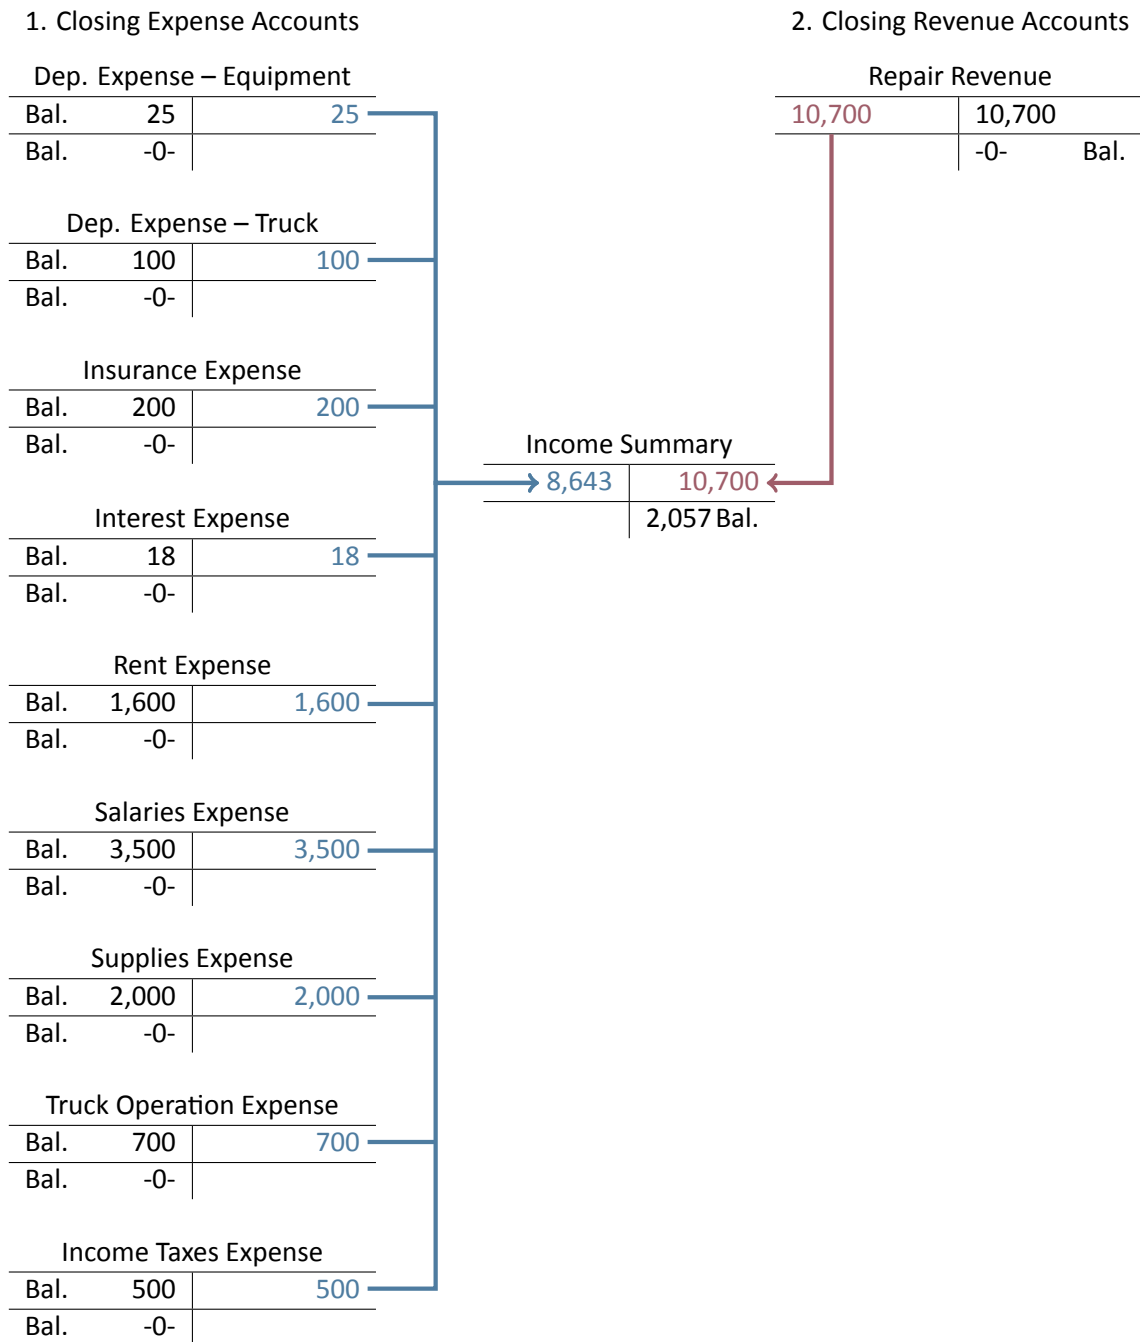 1. Closing Expense Accounts
2. Closing Revenue Accounts
Dep. Expense – Equipment
Bal. 25 25
Bal. -0-
Repair Revenue
10,700 10,700
-0- Bal.
Dep. Expense – Truck
Bal. 100 100
Bal. -0-
Insurance Expense
Bal. 200 200
Bal. -0-
Income Summary
8,643 10,700
2,057 Bal.
Interest Expense
Bal. 18 18
Bal. -0-
Rent Expense
Bal. 1,600 1,600
Bal. -0-
Salaries Expense
Bal. 3,500 3,500
Bal. -0-
Supplies Expense
Bal. 2,000 2,000
Bal. -0-
Truck Operation Expense
Bal. 700 700
Bal. -0-
Income Taxes Expense
Bal. 500 500
Bal. -0-